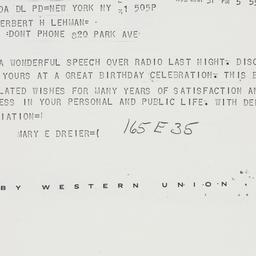 DA DL PD=NEW YORK NY 21 505P
ERBERT H LEHMAN=
DONT PHONE 820 PARK AVE
A WONDERFUL SPEECH OVER RADIO LAST NIGHT. DISC
YOURS AT A GREAT BIRTHDAY CELEBRATION. THIS B
LATED WISHES FOR MANY YEARS OF SATISFACTION AN
ESS IN YOUR PERSONAL AND PUBLIC LIFE. WITH DE
IATION=
MARY E DREIER=(
165 E 35
BY WESTERN UNION